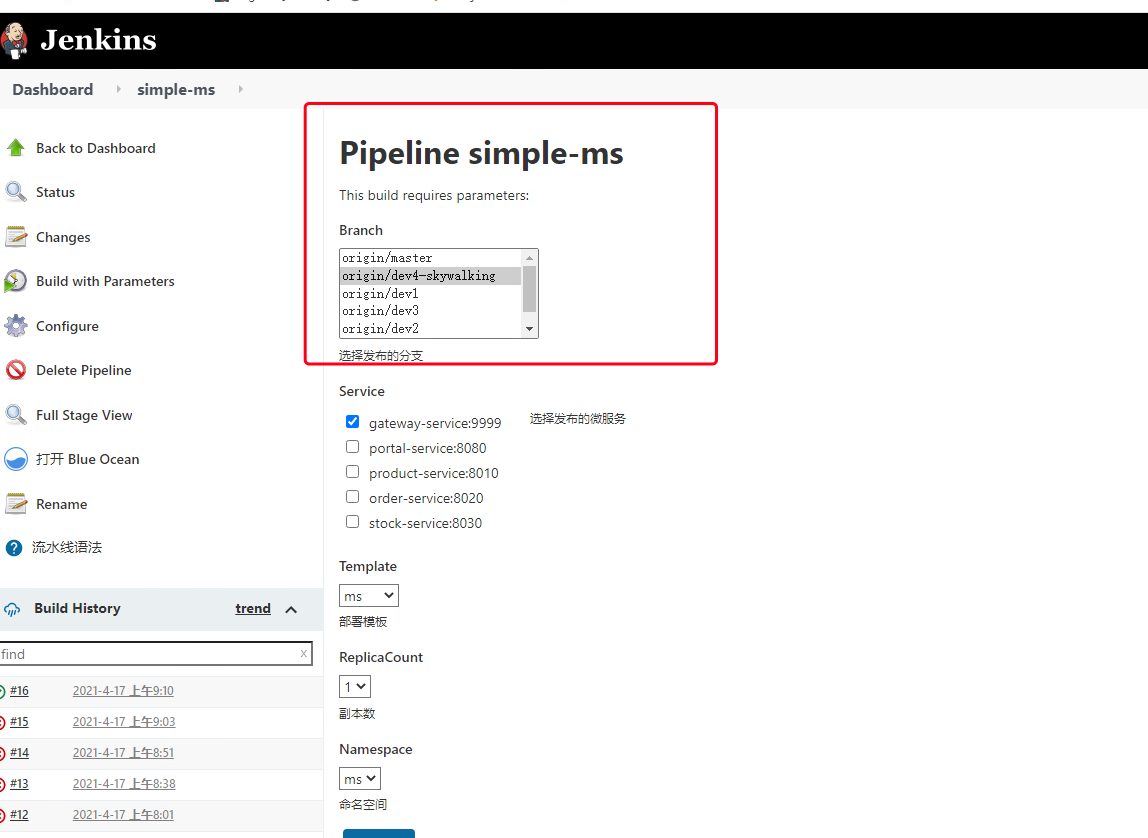 Jenkins
Dashboard simple-ms
Back to Dashboard
Status
Changes
Build with Parameters
Configure
Delete Pipeline
Full Stage View
打开 Blue Ocean
Rename
流水线语法
Build History trend
find x
#16 2021-4-17 上午9:10
#15 2021-4-17 上午9:03
#14 2021-4-17 上午8:51
#13 2021-4-17 上午8:38
#12 2021-4-17 上午8:01
Pipeline simple-ms
This build requires parameters:
Branch
origin/master
origin/dev4-skywalking
origin/dev1
origin/dev3
origin/dev2
选择发布的分支
Service
gateway-service:9999 选择发布的微服务
portal-service:8080
product-service:8010
order-service:8020
stock-service:8030
Template
ms
部署模板
ReplicaCount
1
副本数
Namespace
ms
命名空间